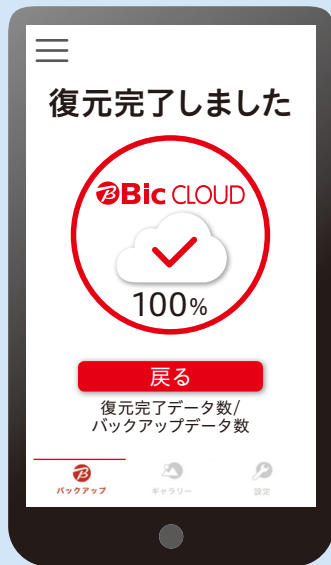 復元完了しました
Bic CLOUD
100%
戻る
復元完了データ数/
バックアップデータ数
バックアップ
ギャラリー
設定